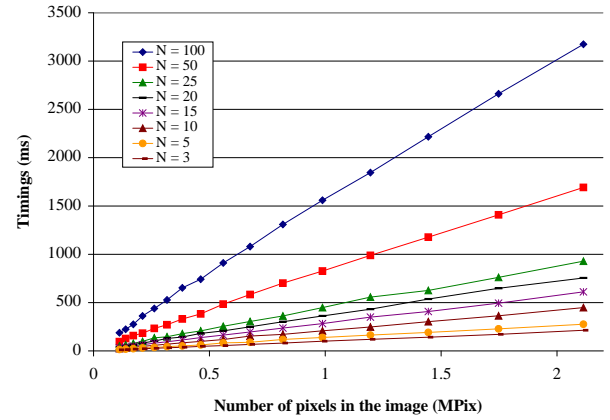 3500
3000
2500
2000
1500
1000
500
0
Timings (ms)
N = 100
N = 50
N = 25
N = 20
N = 15
N = 10
N = 5
N = 3
0
0.5
1
1.5
2
Number of pixels in the image (MPix)